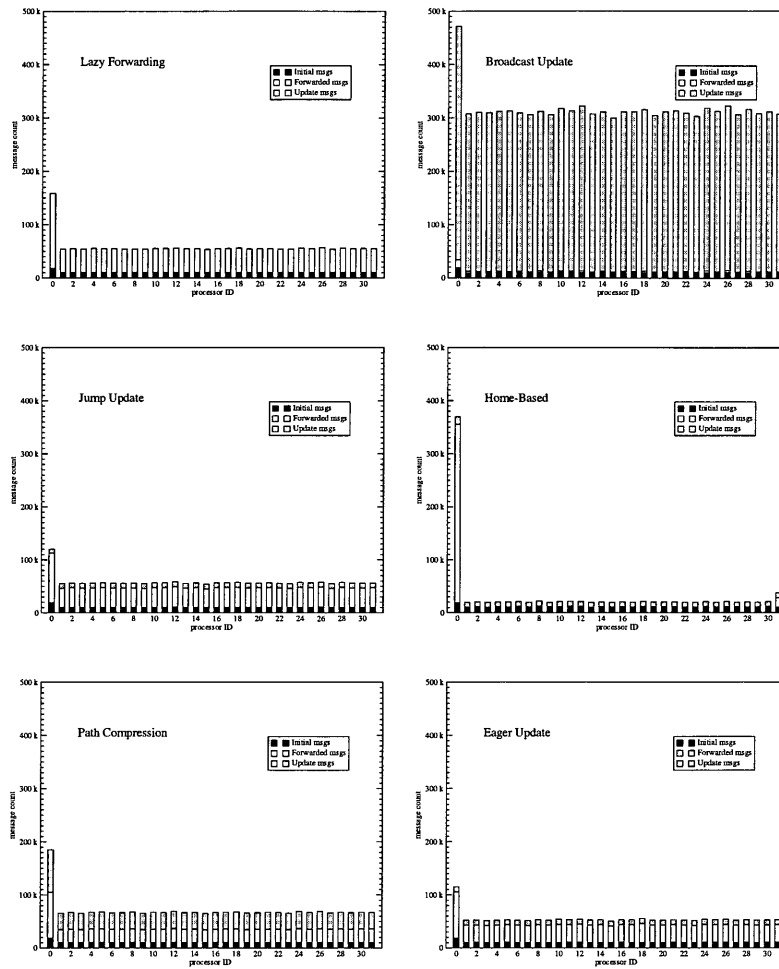 500 k
400 k
300 k
200 k
100 k
0
message count
Lazy Forwarding
Initial msgs
Forwarded msgs
Update msgs
0 2 4 6 8 10 12 14 16 18 20 22 24 26 28 30
processor ID
500 k
400 k
300 k
200 k
100 k
0
message count
Broadcast Update
Initial msgs
Forwarded msgs
Update msgs
0 2 4 6 8 10 12 14 16 18 20 22 24 26 28 30
processor ID
500 k
400 k
300 k
200 k
100 k
0
message count
Jump Update
Initial msgs
Forwarded msgs
Update msgs
0 2 4 6 8 10 12 14 16 18 20 22 24 26 28 30
processor ID
500 k
400 k
300 k
200 k
100 k
0
message count
Home-Based
Initial msgs
Forwarded msgs
Update msgs
0 2 4 6 8 10 12 14 16 18 20 22 24 26 28 30
processor ID
500 k
400 k
300 k
200 k
100 k
0
message count
Path Compression
Initial msgs
Forwarded msgs
Update msgs
0 2 4 6 8 10 12 14 16 18 20 22 24 26 28 30
processor ID
500 k
400 k
300 k
200 k
100 k
0
message count
Eager Update
Initial msgs
Forwarded msgs
Update msgs
0 2 4 6 8 10 12 14 16 18 20 22 24 26 28 30
processor ID